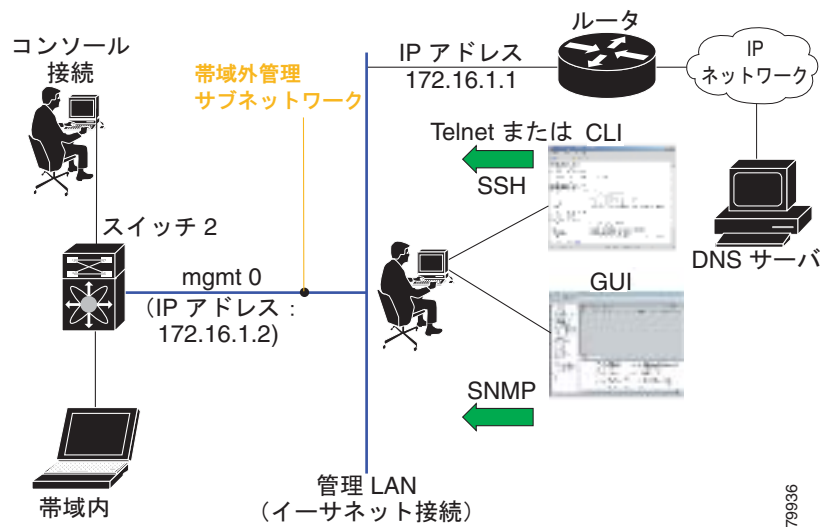 コンソール
接続
帯域外管理
サブネットワーク
IP アドレス
172.16.1.1
ルータ
IP
ネットワーク
Telnet または CLI
SSH
DNS サーバ
スイッチ 2
mgmt 0
(IP アドレス :
172.16.1.2)
GUI
SNMP
帯域内
管理 LAN
(イーサネット接続)
79936